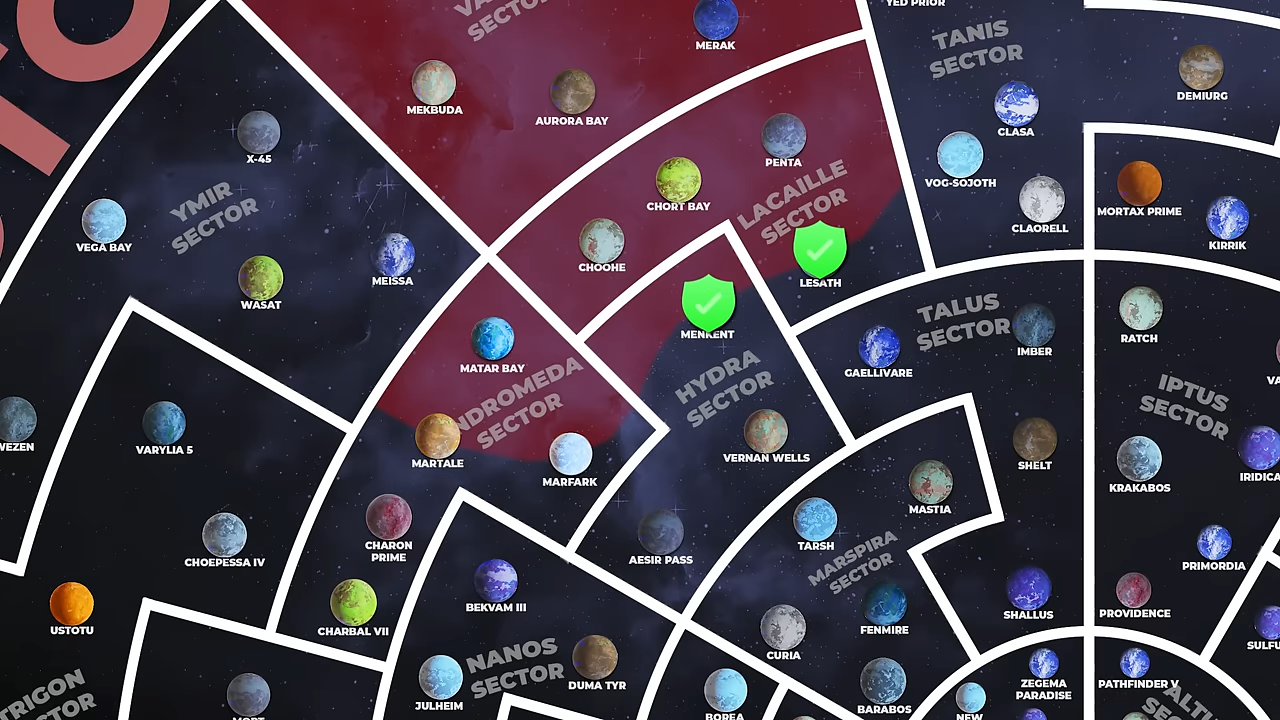 YED PRIOR
SECTOR
MERAK
TANIS
SECTOR
MEKBUDA
AURORA BAY
DEMIURG
X-45
CLASA
PENTA
VOG-SOJOTH
YMIR
SECTOR
CHORT BAY
LACAILLE
SECTOR
MORTAX PRIME
VEGA BAY
CLAORELL
KIRRIK
CHOOHE
MEISSA
LESATH
WASAT
MENKENT
TALUS
SECTOR
IMBER
RATCH
MATAR BAY
GAELLIVARE
HYDRA
SECTOR
NDROMEDA
SECTOR
IPTUS
SECTOR
WEZEN
VARYLIA 5
MARTALE
VERNAN WELLS
SHELT
MARFARK
KRAKABOS
IRIDICA
MASTIA
CHARON
PRIME
TARSH
CHOEPESSA IV
AESIR PASS
MARSPIRA
SECTOR
PRIMORDIA
BEKVAM III
SHALLUS
PROVIDENCE
USTOTU
CHARBAL VII
FENMIRE
SULFU
CURIA
NANOS
SECTOR
DUMA TYR
ZEGEMA
PARADISE
PATHFINDER V
TRIGON
CTOR
JULHEIM
BOREA
BARABOS
NEW
ALTU